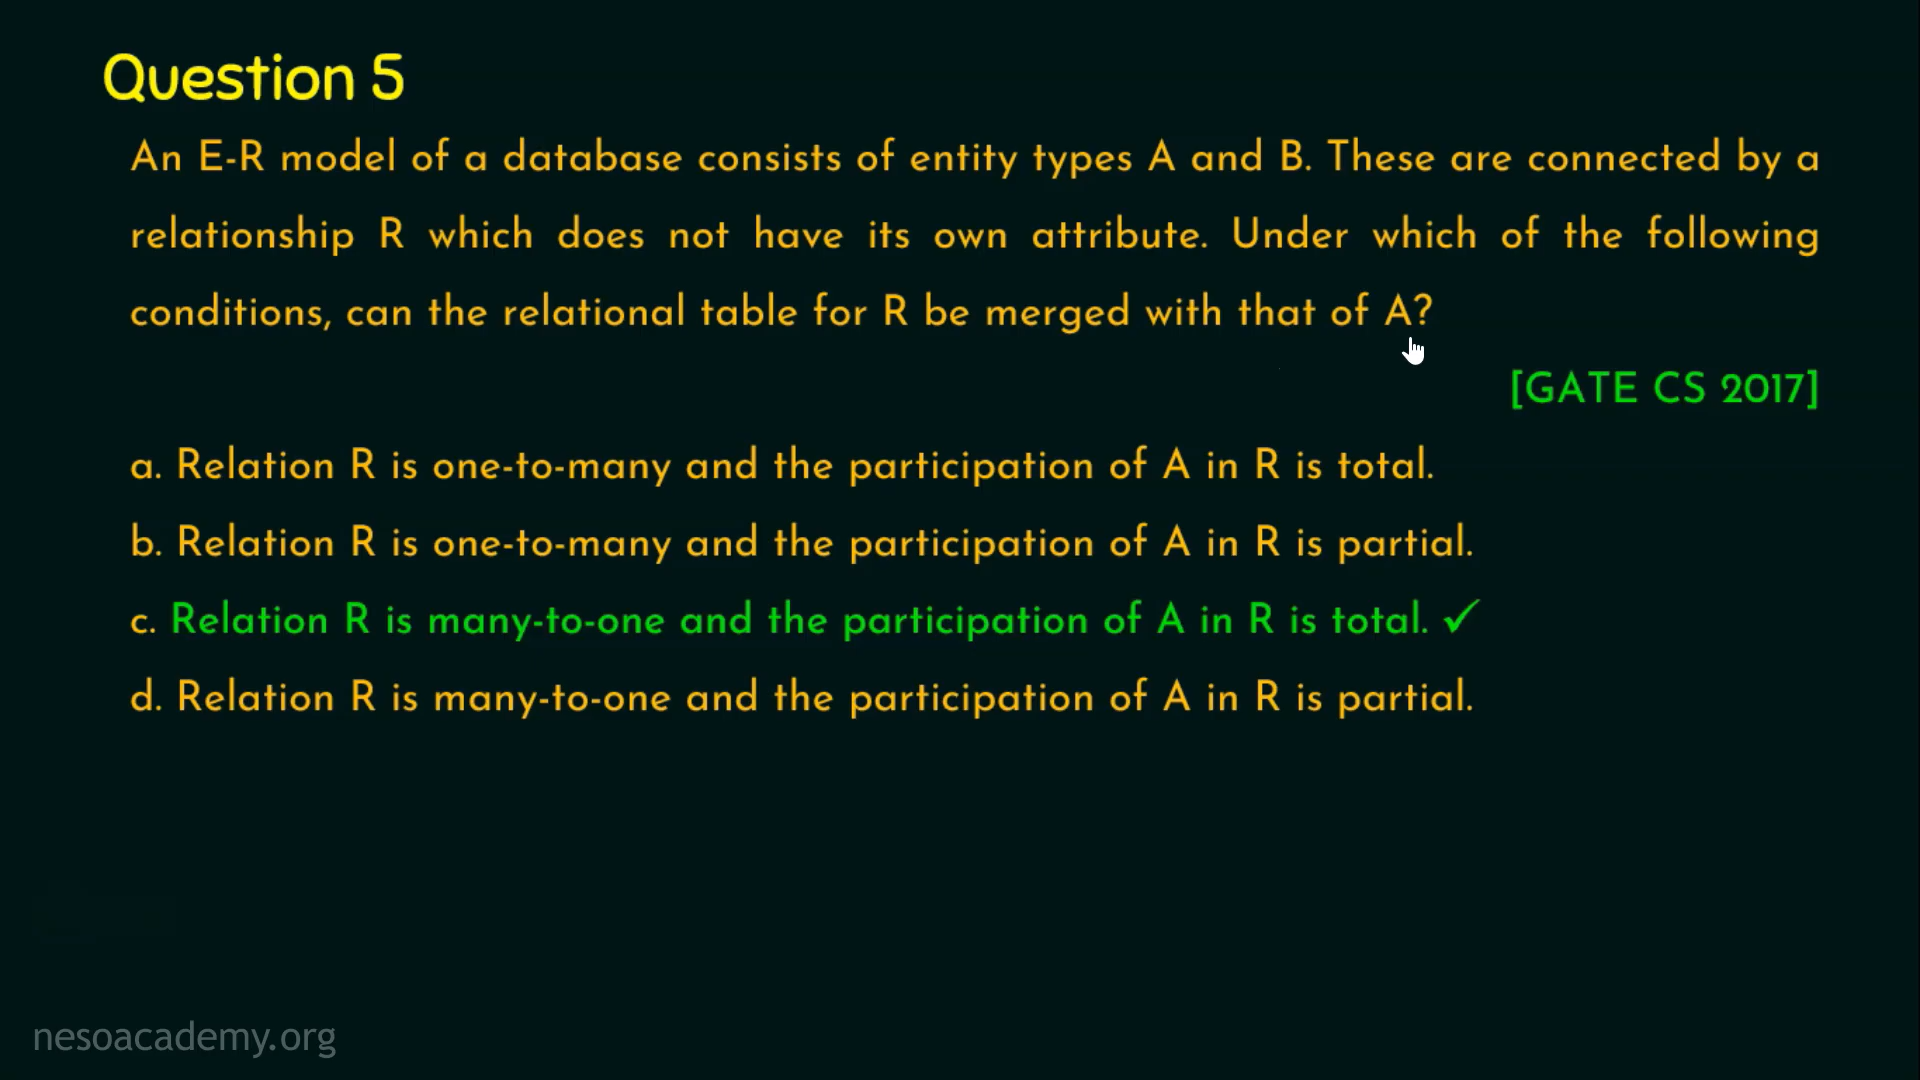 Question 5
An E-R model of a database consists of entity types A and B. These are connected by a
relationship R which does not have its own attribute. Under which of the following
conditions, can the relational table for R be merged with that of A?
[GATE CS 2017]
a. Relation R is one-to-many and the participation of A in R is total.
b. Relation R is one-to-many and the participation of A in R is partial.
c. Relation R is many-to-one and the participation of A in R is total. ✓
d. Relation R is many-to-one and the participation of A in R is partial.
nesoacademy.org